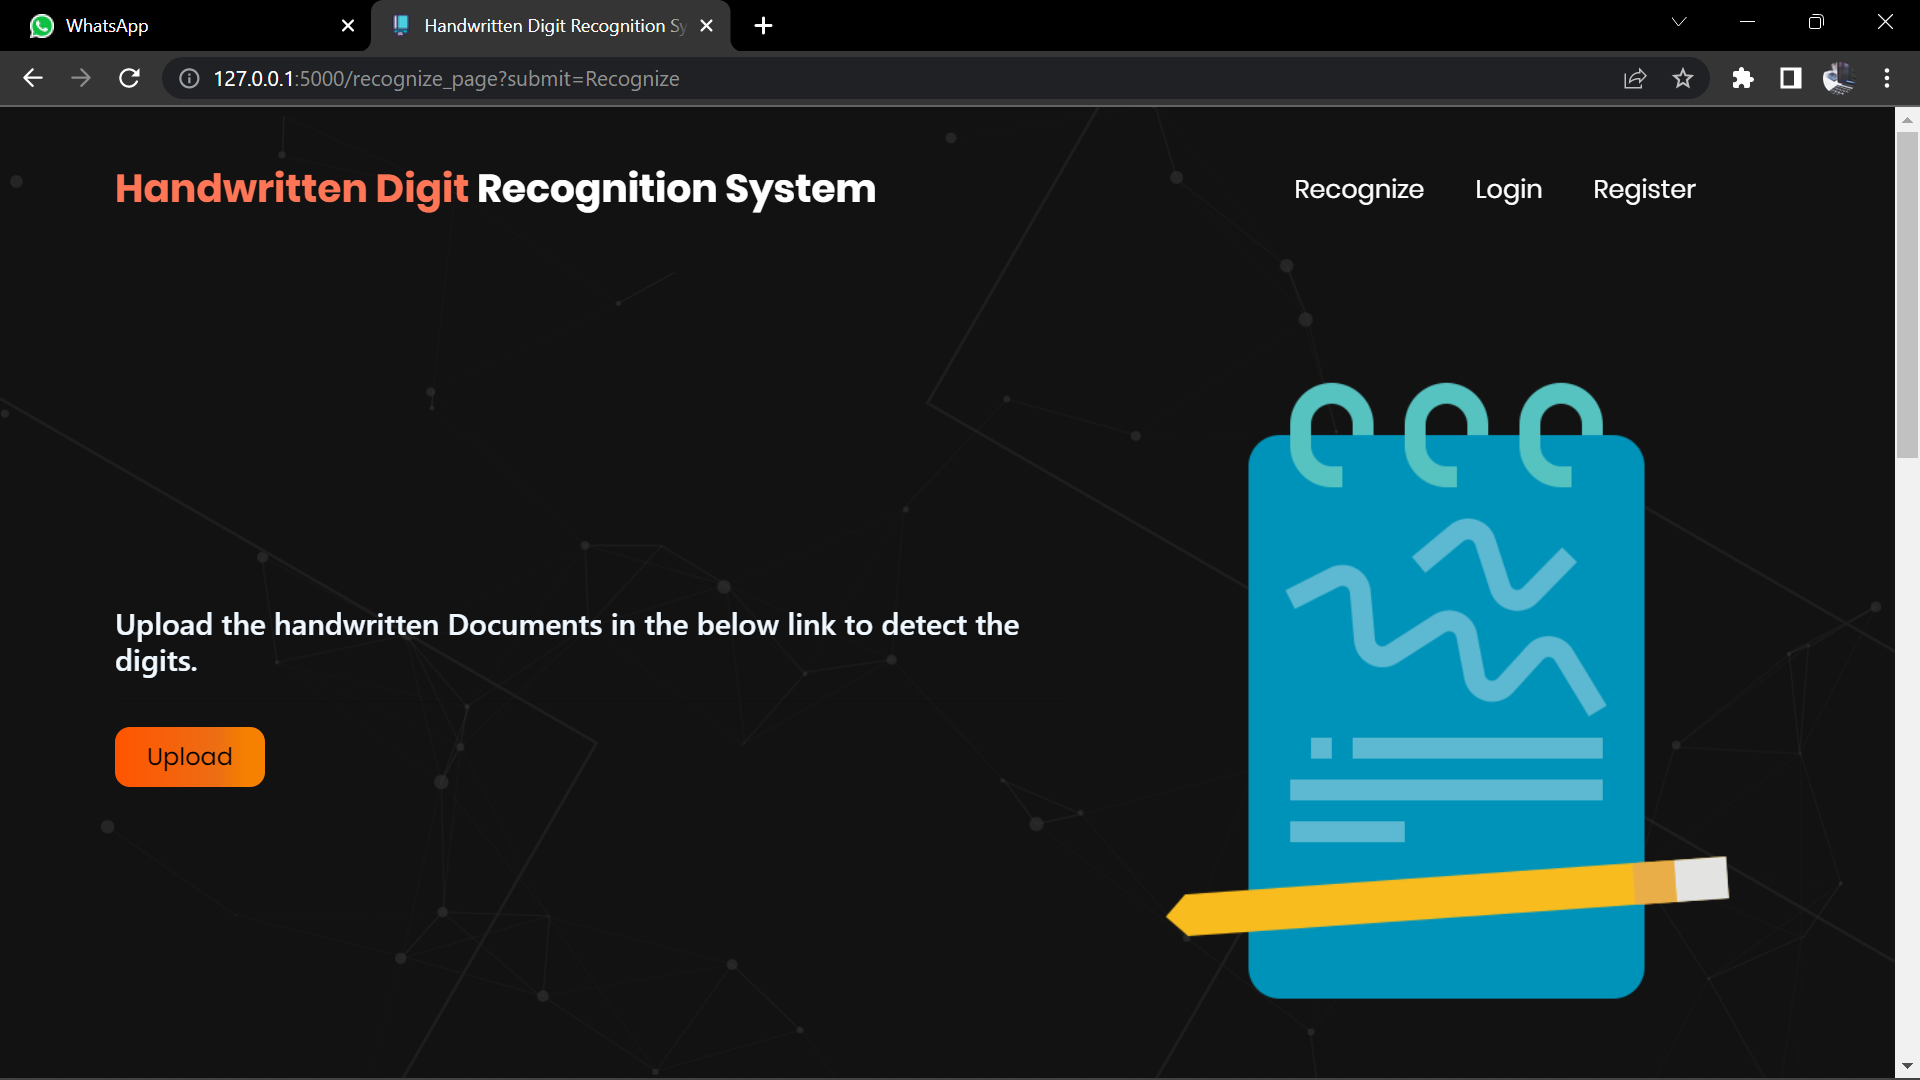 WhatsApp
Handwritten Digit Recognition Sy
127.0.0.1:5000/recognize_page?submit=Recognize
Handwritten Digit Recognition System
Recognize
Login
Register
Upload the handwritten Documents in the below link to detect the
digits.
Upload